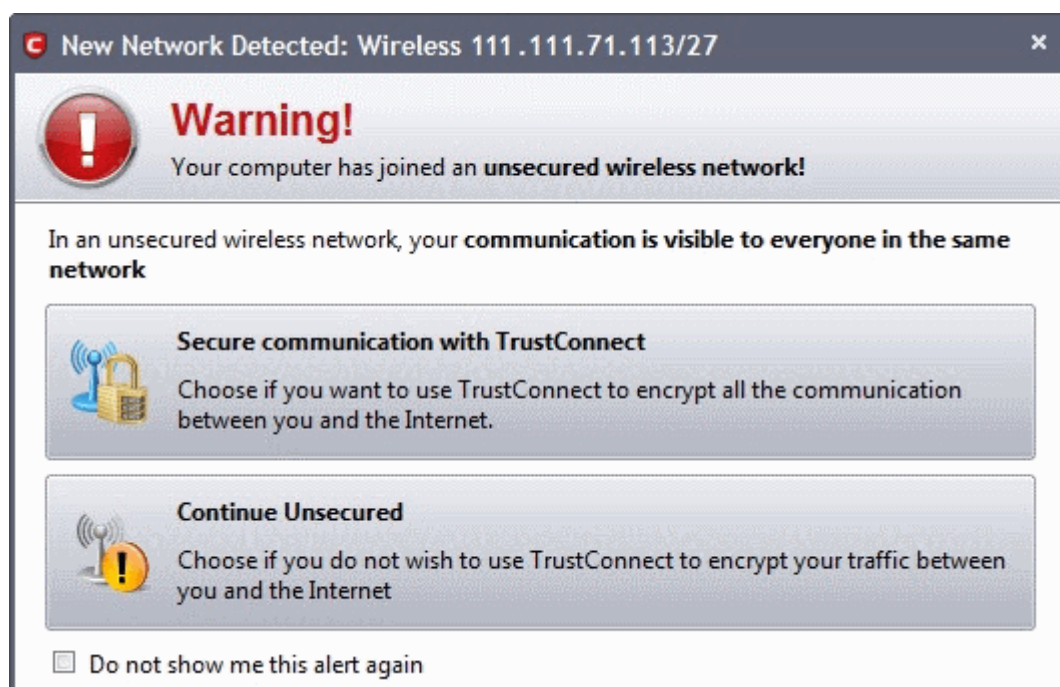 New Network Detected: Wireless 111.111.71.113/27
Warning!
Your computer has joined an unsecured wireless network!
In an unsecured wireless network, your communication is visible to everyone in the same
network
Secure communication with TrustConnect
Choose if you want to use TrustConnect to encrypt all the communication
between you and the Internet.
Continue Unsecured
Choose if you do not wish to use TrustConnect to encrypt your traffic between
you and the Internet
Do not show me this alert again